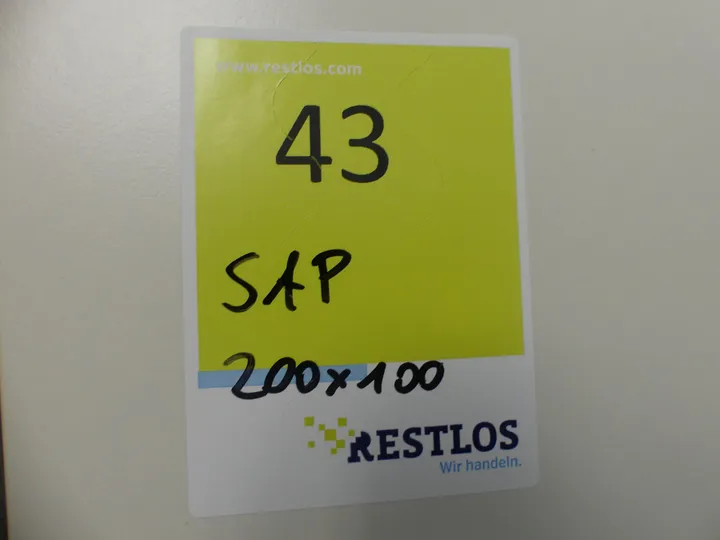 www.restlos.com
43
SAP
200x100
RESTLOS
Wir handeln.